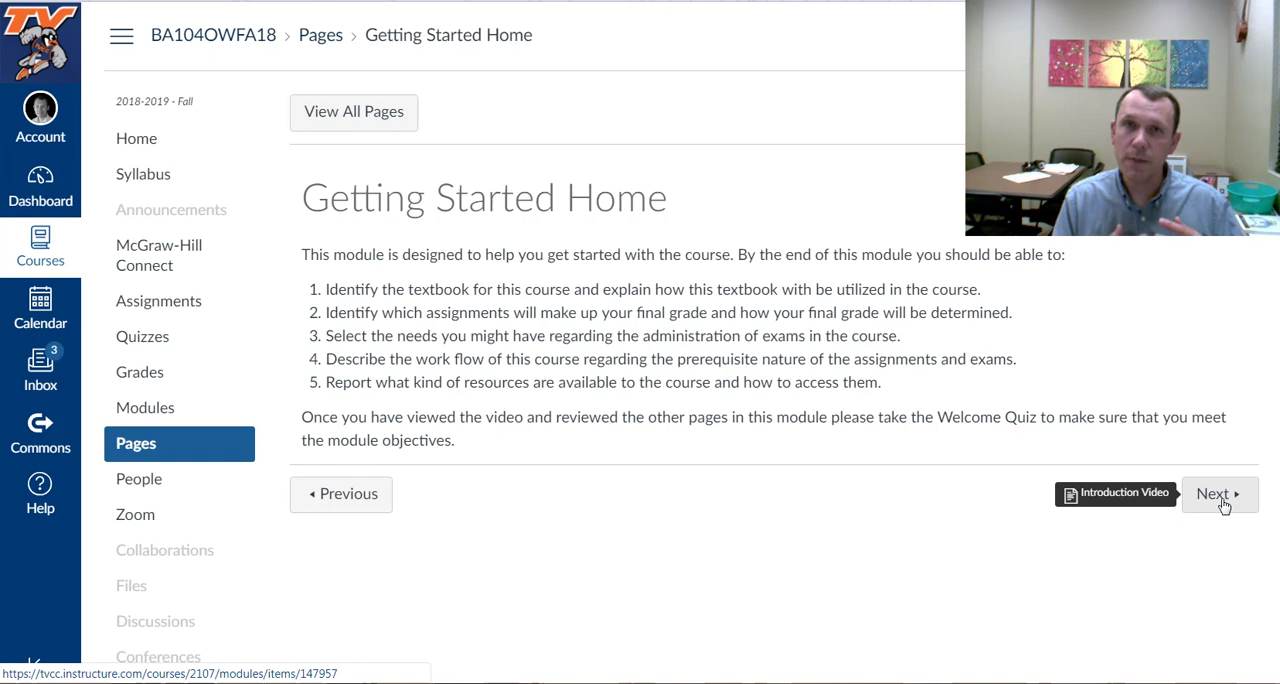 TV
BA104OWFA18 › Pages › Getting Started Home
2018-2019 - Fall
View All Pages
Account
Dashboard
Courses
Calendar
3
Inbox
Commons
Help
Home
Syllabus
Announcements
McGraw-Hill
Connect
Assignments
Quizzes
Grades
Modules
Pages
People
Zoom
Collaborations
Files
Discussions
Conferences
Getting Started Home
This module is designed to help you get started with the course. By the end of this module you should be able to:
1. Identify the textbook for this course and explain how this textbook with be utilized in the course.
2. Identify which assignments will make up your final grade and how your final grade will be determined.
3. Select the needs you might have regarding the administration of exams in the course.
4. Describe the work flow of this course regarding the prerequisite nature of the assignments and exams.
5. Report what kind of resources are available to the course and how to access them.
Once you have viewed the video and reviewed the other pages in this module please take the Welcome Quiz to make sure that you meet
the module objectives.
Previous
Introduction Video
Next
https://tvcc.instructure.com/courses/2107/modules/items/147957